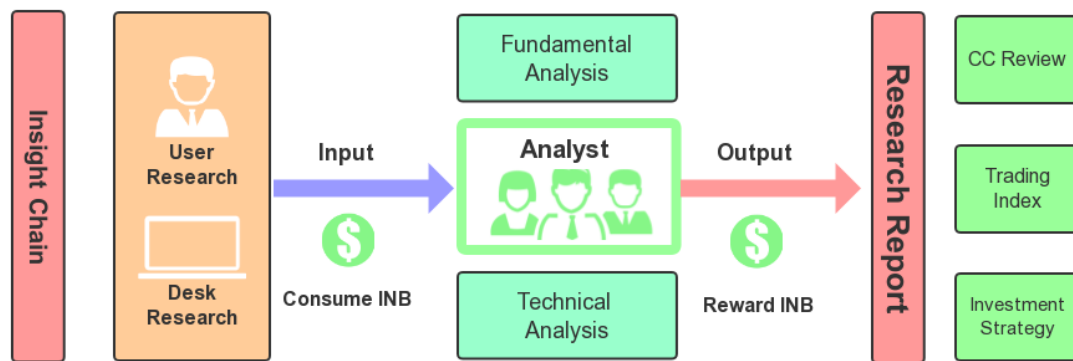 Insight Chain
User
Research
Desk
Research
Input
$
Consume INB
Fundamental
Analysis
Analyst
Technical
Analysis
Output
$
Reward INB
Research Report
CC Review
Trading
Index
Investment
Strategy